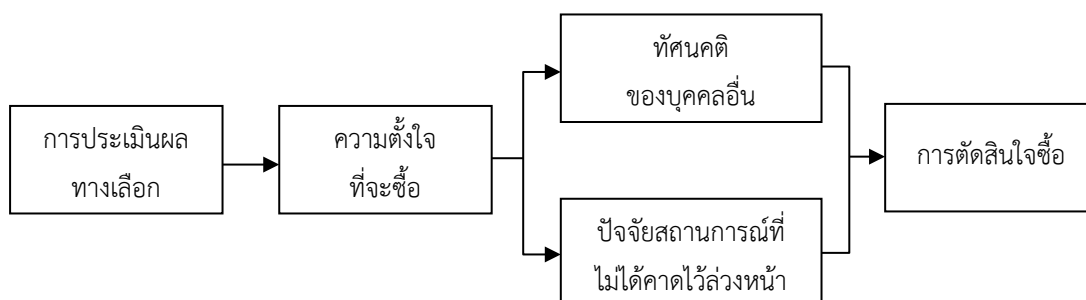 การประเมินผล
ทางเลือก
ความตั้งใจ
ที่จะซื้อ
ทัศนคติ
ของบุคคลอื่น
ปัจจัยสถานการณ์ที่
ไม่ได้คาดไว้ล่วงหน้า
การตัดสินใจซื้อ